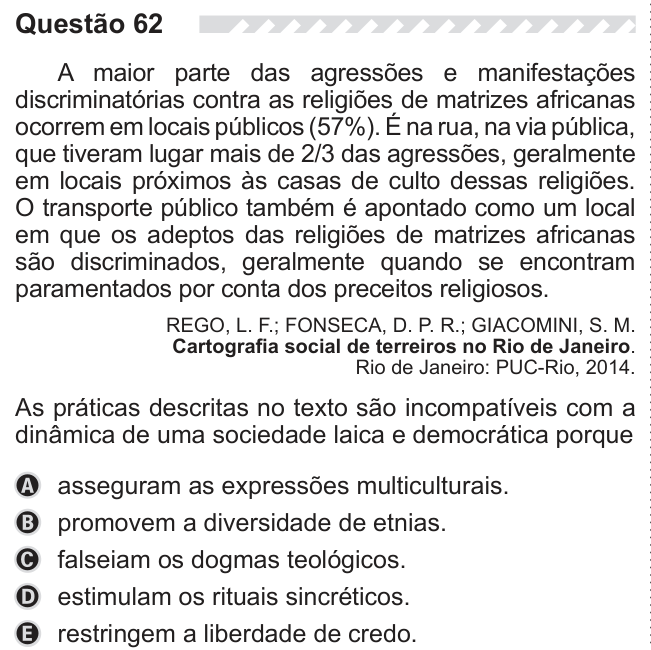 Questão 62
A maior parte das agressões e manifestações
discriminatórias contra as religiões de matrizes africanas
ocorrem em locais públicos (57%). É na rua, na via pública,
que tiveram lugar mais de 2/3 das agressões, geralmente
em locais próximos às casas de culto dessas religiões.
O transporte público também é apontado como um local
em que os adeptos das religiões de matrizes africanas
são discriminados, geralmente quando se encontram
paramentados por conta dos preceitos religiosos.
REGO, L. F.; FONSECA, D. P. R.; GIACOMINI, S. M.
Cartografia social de terreiros no Rio de Janeiro.
Rio de Janeiro: PUC-Rio, 2014.
As práticas descritas no texto são incompatíveis com a
dinâmica de uma sociedade laica e democrática porque
A asseguram as expressões multiculturais.
B promovem a diversidade de etnias.
C falseiam os dogmas teológicos.
D estimulam os rituais sincréticos.
E restringem a liberdade de credo.